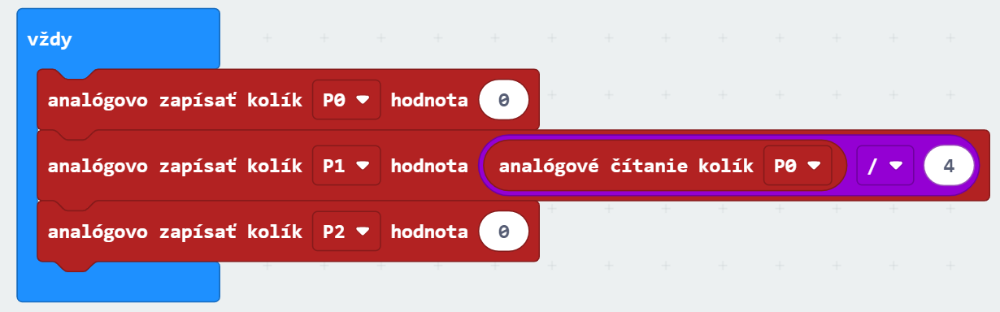 vždy
analógovo zapísať kolík P0 hodnota 0
analógovo zapísať kolík P1 hodnota analógové čítanie kolík P0 / 4
analógovo zapísať kolík P2 hodnota 0